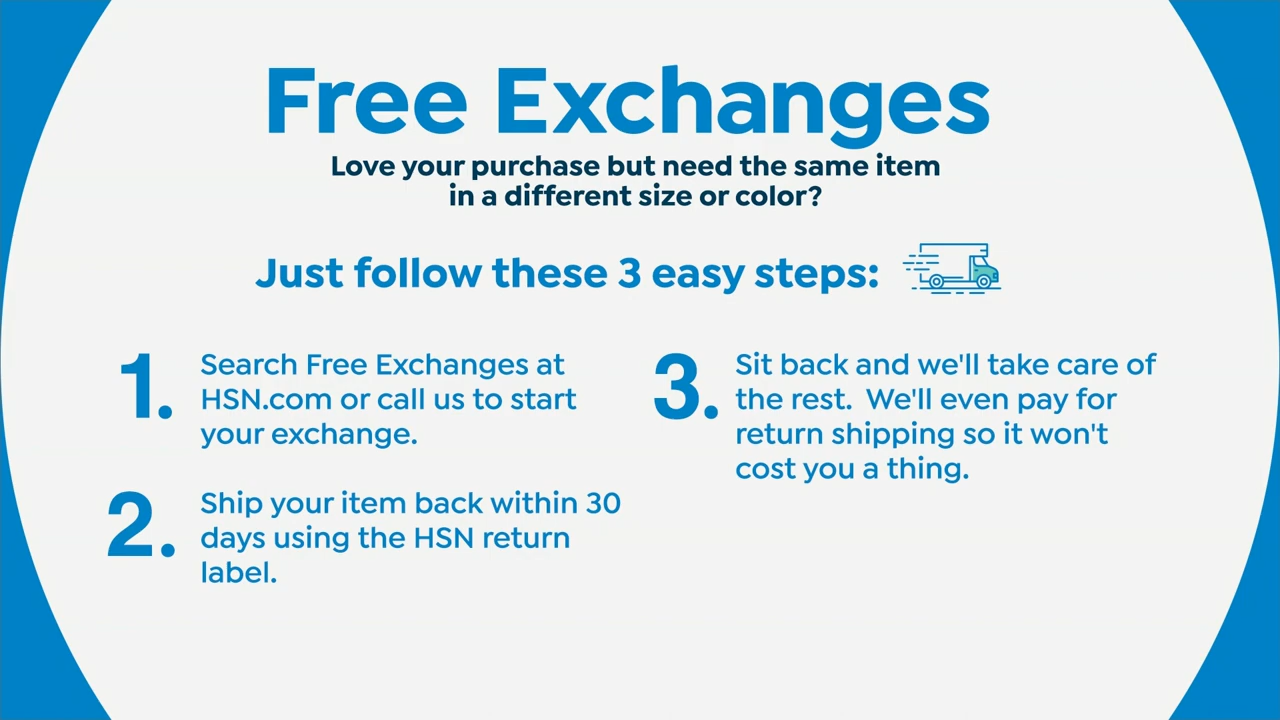 Free Exchanges
Love your purchase but need the same item
in a different size or color?
Just follow these 3 easy steps:
1. Search Free Exchanges at
HSN.com or call us to start
your exchange.
2. Ship your item back within 30
days using the HSN return
label.
3. Sit back and we'll take care of
the rest.  We'll even pay for
return shipping so it won't
cost you a thing.